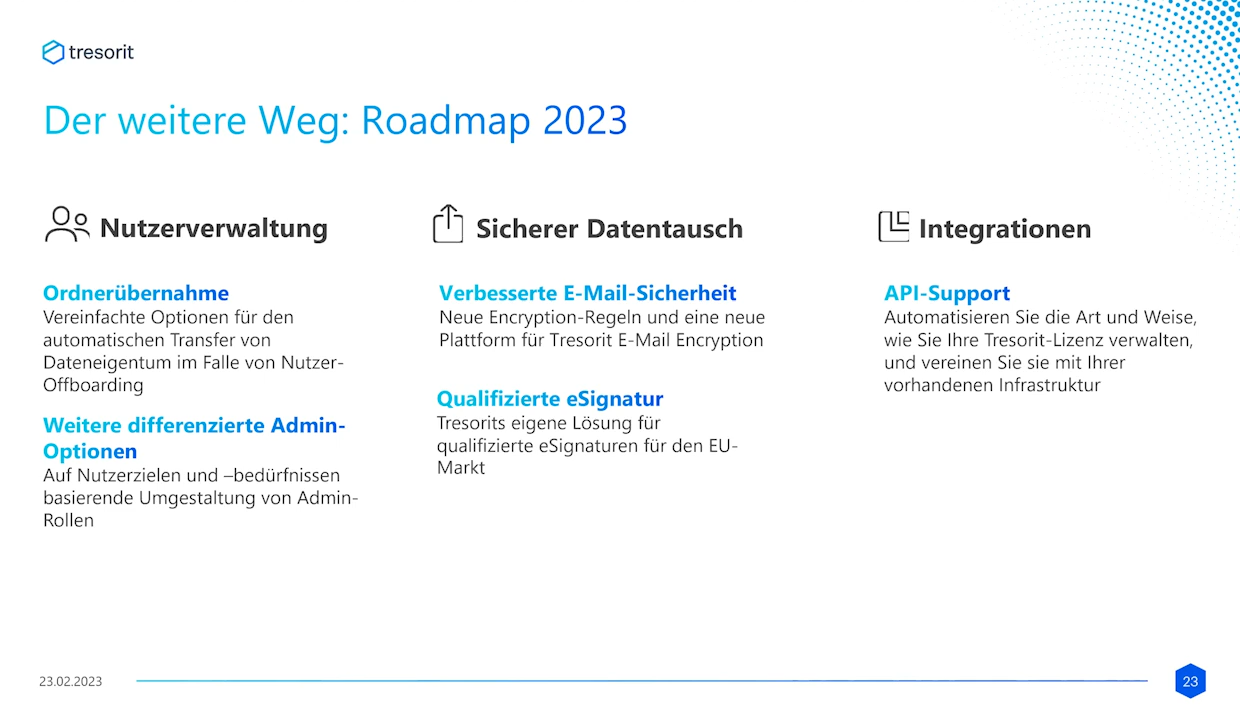 tresorit
Der weitere Weg: Roadmap 2023
Nutzerverwaltung
Ordnerübernahme
Vereinfachte Optionen für den
automatischen Transfer von
Dateneigentum im Falle von Nutzer-
Offboarding
Weitere differenzierte Admin-
Optionen
Auf Nutzerzielen und –bedürfnissen
basierende Umgestaltung von Admin-
Rollen
Sicherer Datentausch
Verbesserte E-Mail-Sicherheit
Neue Encryption-Regeln und eine neue
Plattform für Tresorit E-Mail Encryption
Qualifizierte eSignatur
Tresorits eigene Lösung für
qualifizierte eSignaturen für den EU-
Markt
Integrationen
API-Support
Automatisieren Sie die Art und Weise,
wie Sie Ihre Tresorit-Lizenz verwalten,
und vereinen Sie sie mit Ihrer
vorhandenen Infrastruktur
23.02.2023
23